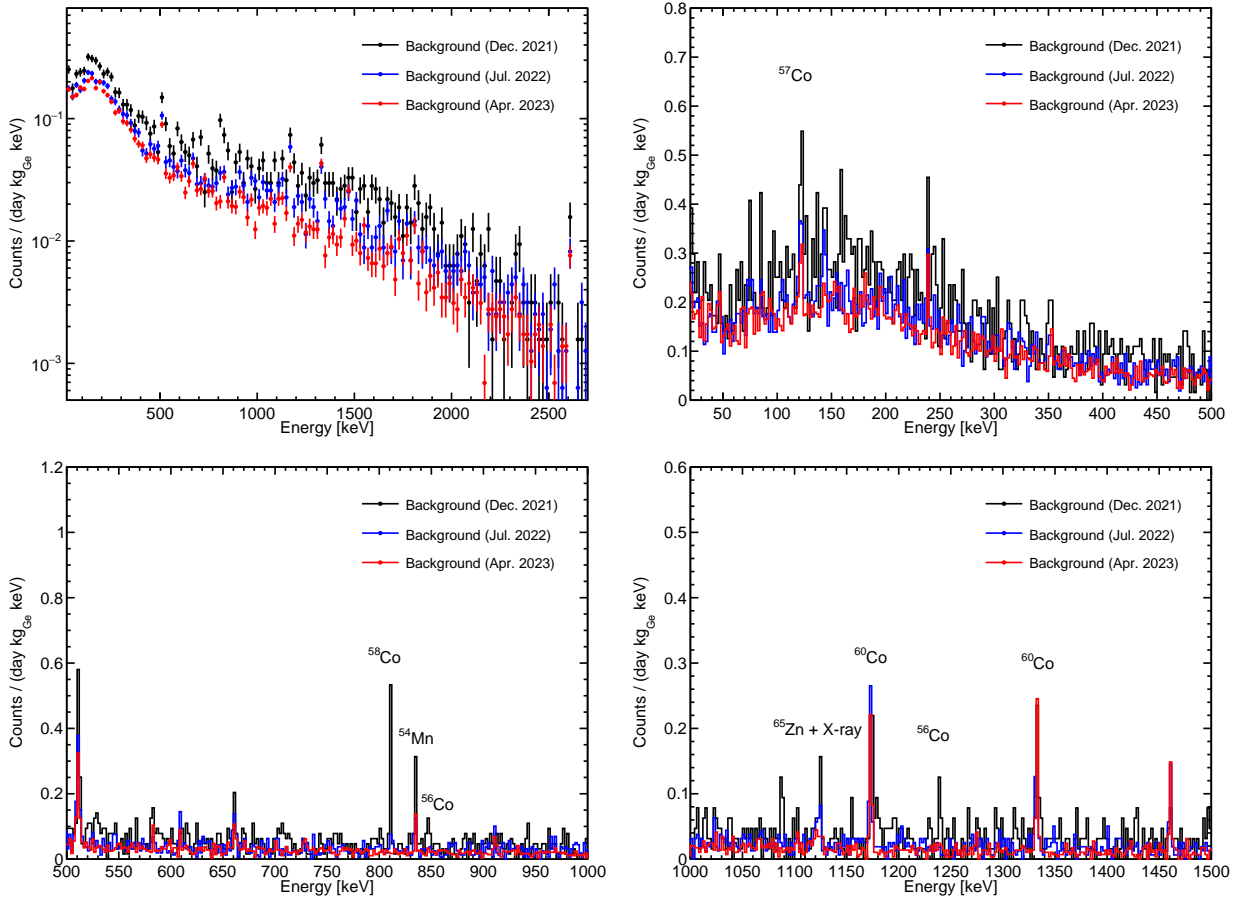 Counts / (day kg_Ge keV)
10⁻¹
10⁻²
10⁻³
Background (Dec. 2021)
Background (Jul. 2022)
Background (Apr. 2023)
500 1000 1500 2000 2500
Energy [keV]
Counts / (day kg_Ge keV)
0.8
0.7
0.6
0.5
0.4
0.3
0.2
0.1
0
Background (Dec. 2021)
Background (Jul. 2022)
Background (Apr. 2023)
⁵⁷Co
50 100 150 200 250 300 350 400 450 500
Energy [keV]
Counts / (day kg_Ge keV)
1.2
1
0.8
0.6
0.4
0.2
0
Background (Dec. 2021)
Background (Jul. 2022)
Background (Apr. 2023)
⁵⁸Co
⁵⁴Mn
⁵⁶Co
500 550 600 650 700 750 800 850 900 950 1000
Energy [keV]
Counts / (day kg_Ge keV)
0.6
0.5
0.4
0.3
0.2
0.1
0
Background (Dec. 2021)
Background (Jul. 2022)
Background (Apr. 2023)
⁶⁰Co
⁶⁰Co
⁶⁵Zn + X-ray
⁵⁶Co
1000 1050 1100 1150 1200 1250 1300 1350 1400 1450 1500
Energy [keV]